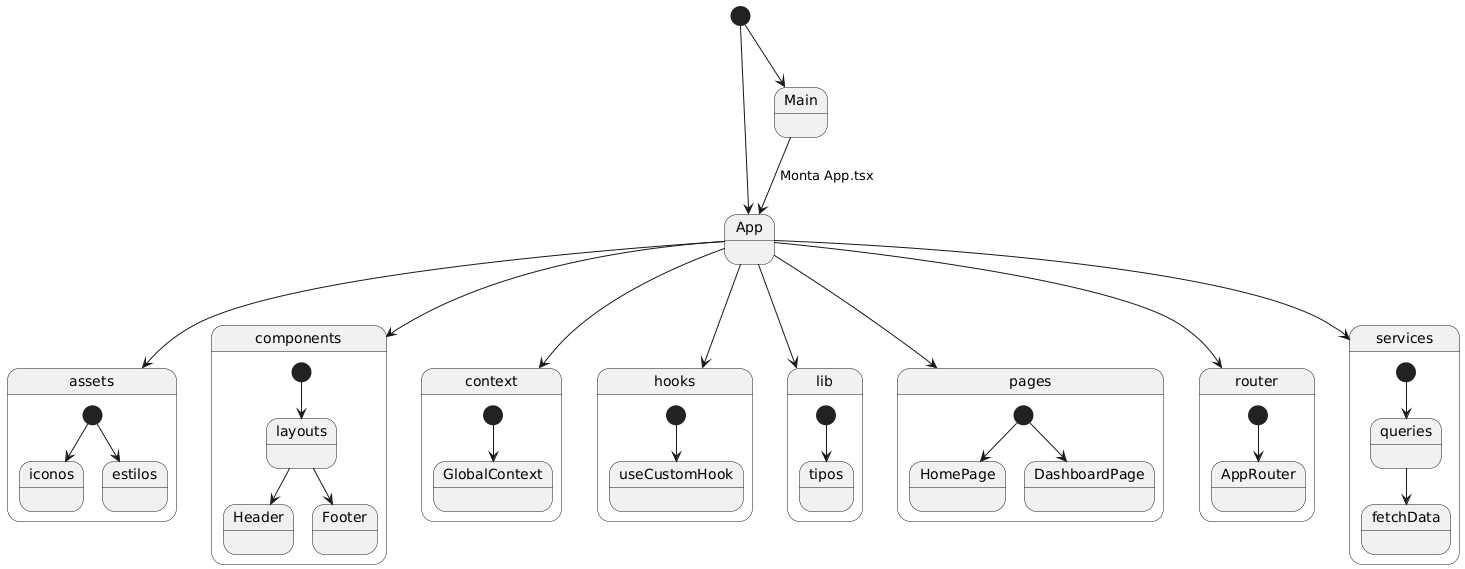 Main
Monta App.tsx
App
components
services
assets
context
hooks
lib
pages
router
layouts
queries
iconos
estilos
GlobalContext
useCustomHook
tipos
HomePage
DashboardPage
AppRouter
Header
Footer
fetchData